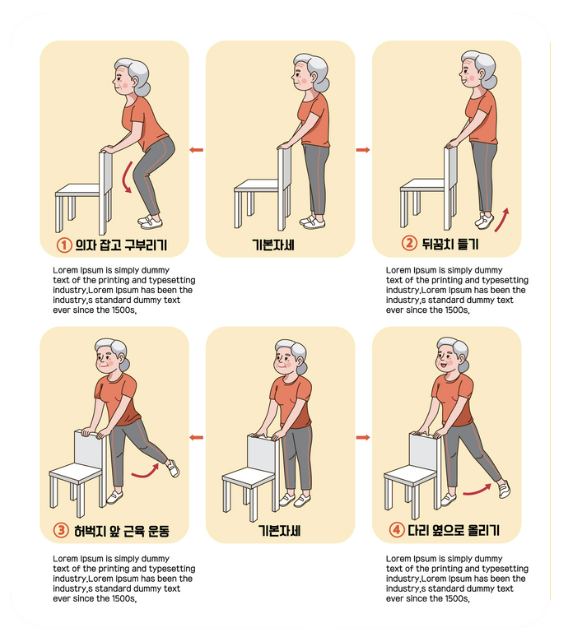 ① 의자 잡고 구부리기
기본자세
② 뒤꿈치 들기
Lorem Ipsum is simply dummy
text of the printing and typesetting
industry.Lorem Ipsum has been the
industry,s standard dummy text
ever since the 1500s,
Lorem Ipsum is simply dummy
text of the printing and typesetting
industry.Lorem Ipsum has been the
industry,s standard dummy text
ever since the 1500s,
③ 허벅지 앞 근육 운동
기본자세
④ 다리 옆으로 올리기
Lorem Ipsum is simply dummy
text of the printing and typesetting
industry.Lorem Ipsum has been the
industry,s standard dummy text
ever since the 1500s,
Lorem Ipsum is simply dummy
text of the printing and typesetting
industry.Lorem Ipsum has been the
industry,s standard dummy text
ever since the 1500s,